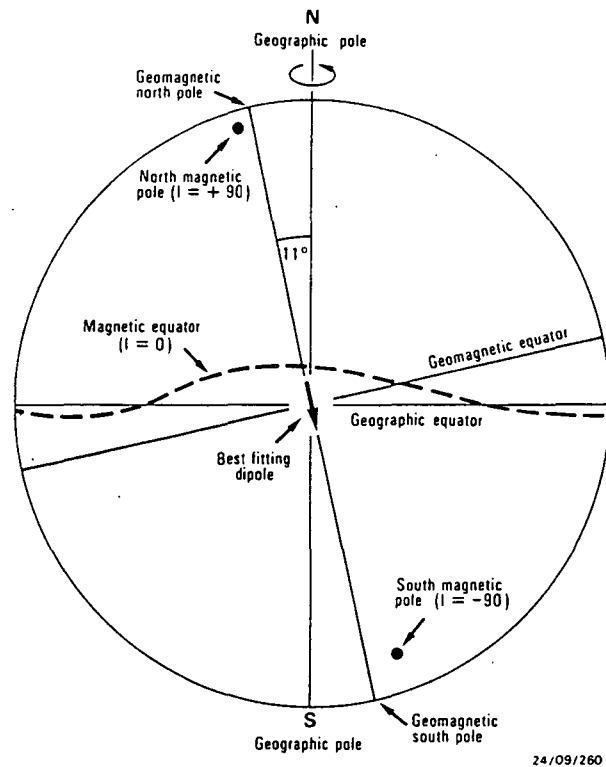 N
Geographic pole
Geomagnetic
north pole
North magnetic
pole (I = + 90)
11°
Magnetic equator
(I = 0)
Geomagnetic equator
Geographic equator
Best fitting
dipole
South magnetic
pole (I = -90)
S
Geographic pole
Geomagnetic
south pole
24/09/260